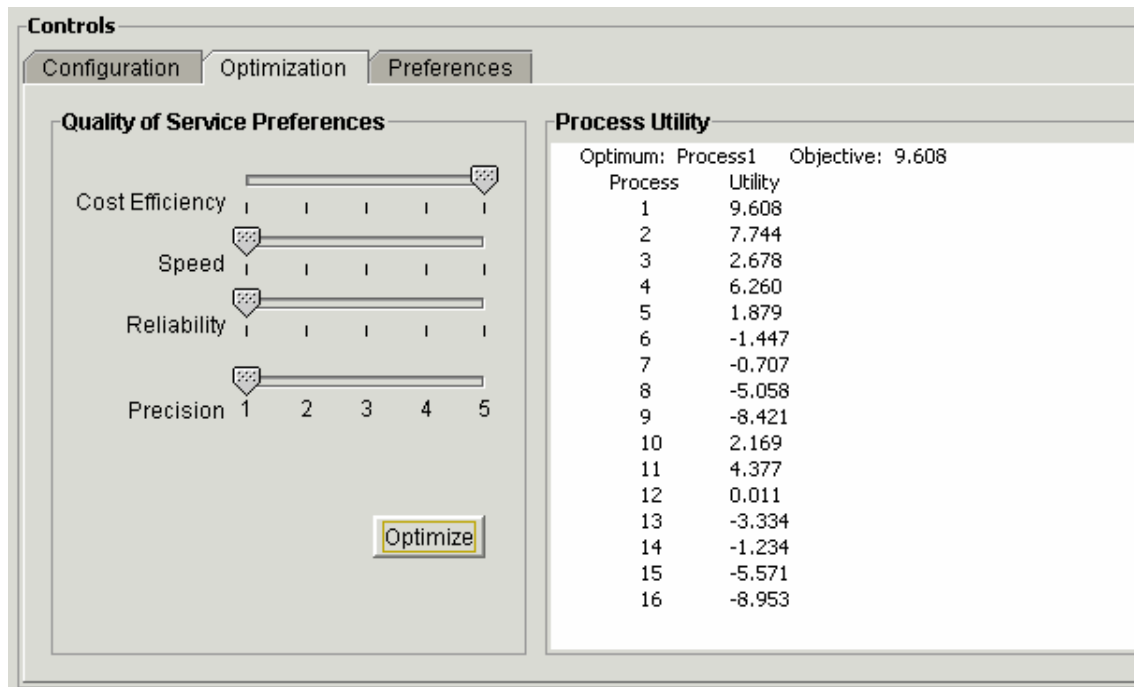 Controls
Configuration Optimization Preferences
Quality of Service Preferences
Cost Efficiency
Speed
Reliability
Precision 1 2 3 4 5
Optimize
Process Utility
Optimum: Process1 Objective: 9.608
Process Utility
1 9.608
2 7.744
3 2.678
4 6.260
5 1.879
6 -1.447
7 -0.707
8 -5.058
9 -8.421
10 2.169
11 4.377
12 0.011
13 -3.334
14 -1.234
15 -5.571
16 -8.953